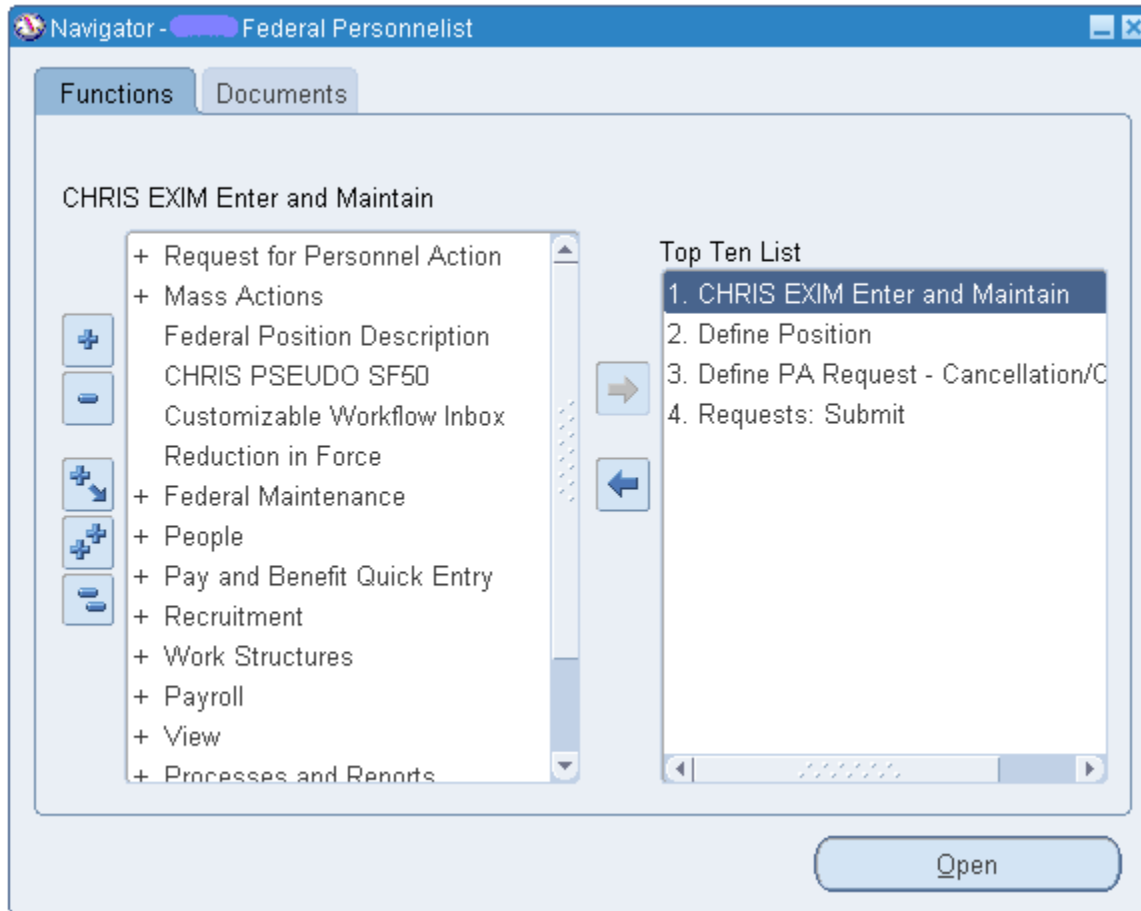 Navigator - Federal Personnelist
Functions
Documents
CHRIS EXIM Enter and Maintain
+ Request for Personnel Action
+ Mass Actions
Federal Position Description
CHRIS PSEUDO SF50
Customizable Workflow Inbox
Reduction in Force
+ Federal Maintenance
+ People
+ Pay and Benefit Quick Entry
+ Recruitment
+ Work Structures
+ Payroll
+ View
+ Processes and Reports
Top Ten List
1. CHRIS EXIM Enter and Maintain
2. Define Position
3. Define PA Request - Cancellation/C
4. Requests: Submit
Open